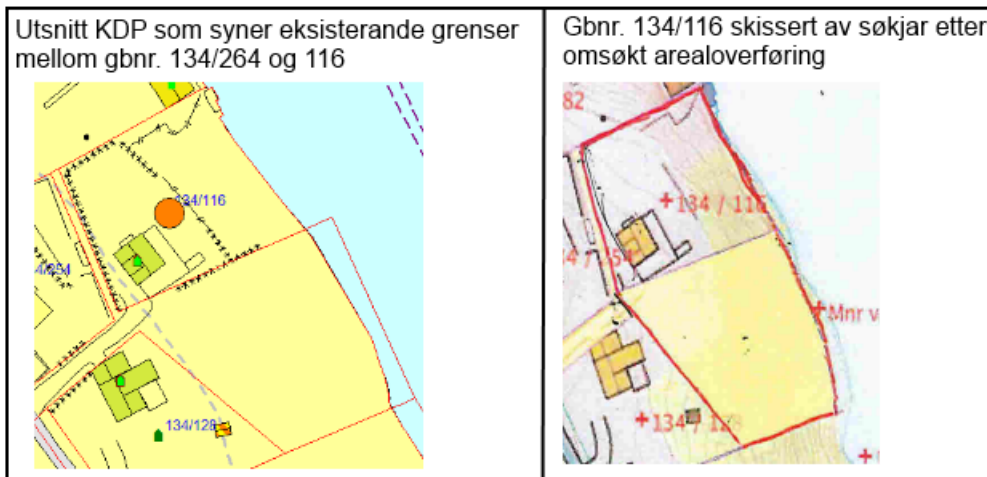 Utsnitt KDP som syner eksisterande grenser
mellom gbnr. 134/264 og 116
Gbnr. 134/116 skissert av søkjar etter
omsøkt arealoverføring
134/116
134/128
82
134 / 116
Mnr v
134 / 128